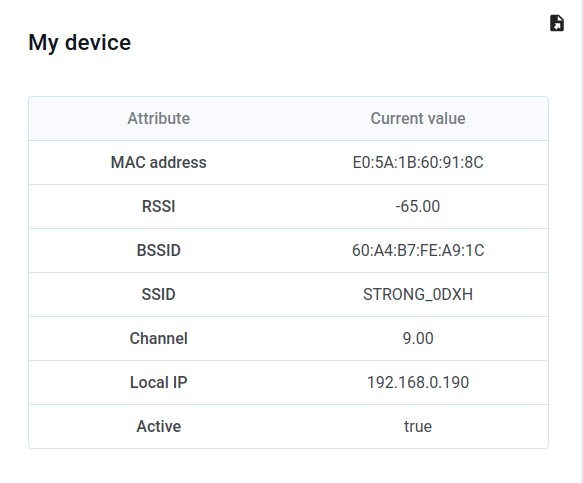 My device
Attribute Current value
MAC address E0:5A:1B:60:91:8C
RSSI -65.00
BSSID 60:A4:B7:FE:A9:1C
SSID STRONG_0DXH
Channel 9.00
Local IP 192.168.0.190
Active true